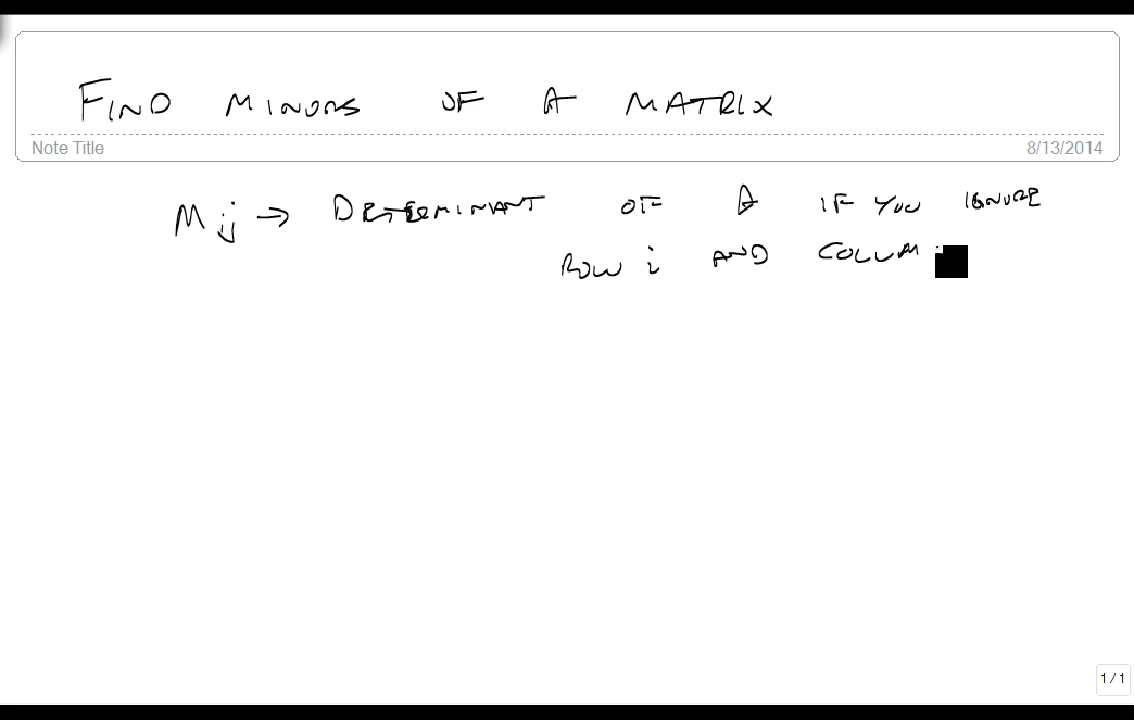 FIND MINORS OF A MATRIX
Note Title
8/13/2014
Mij → DETERMINANT OF A IF YOU IGNORE
ROW i AND COLUM
1/1